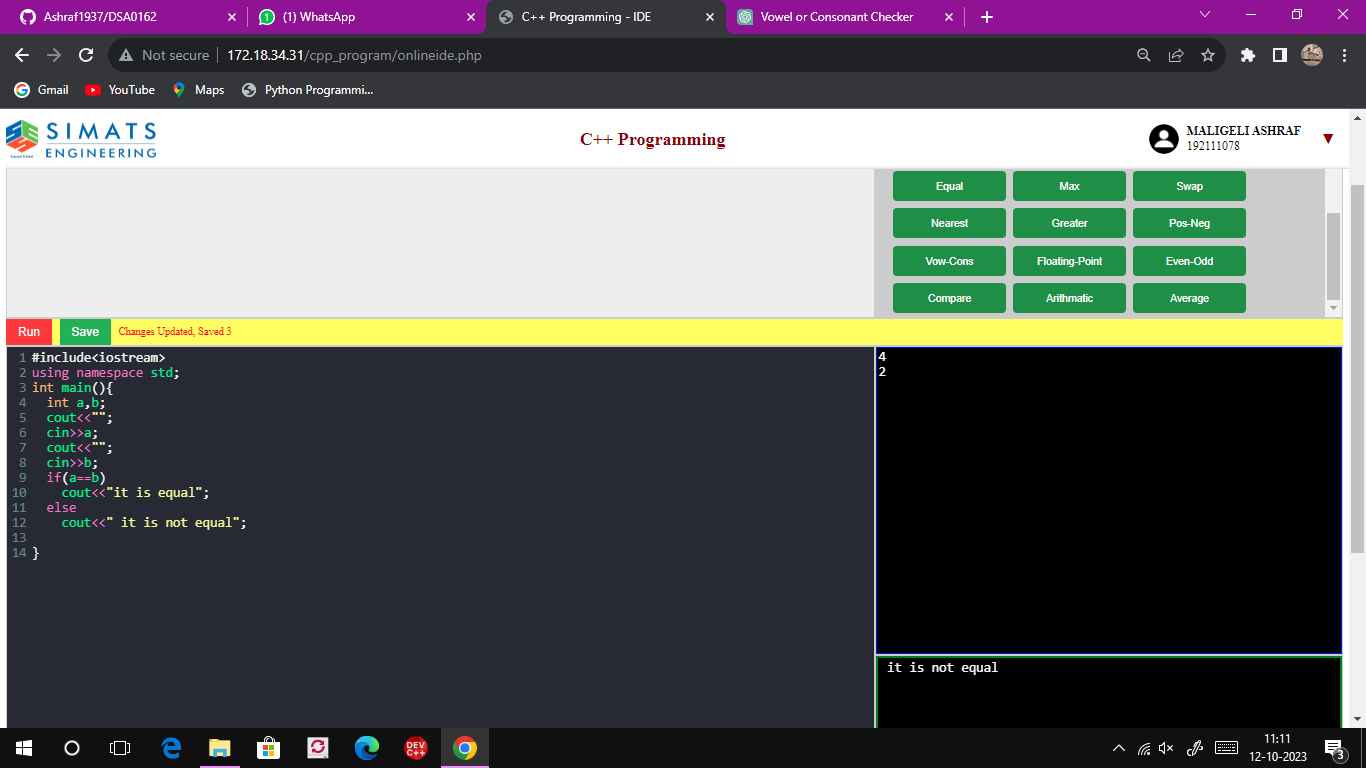 Ashraf1937/DSA0162
(1) WhatsApp
C++ Programming - IDE
Vowel or Consonant Checker
Not secure
172.18.34.31/cpp_program/onlineide.php
Gmail
YouTube
Maps
Python Programmi...
SIMATS
ENGINEERING
C++ Programming
MALIGELI ASHRAF
192111078
Equal Max Swap
Nearest Greater Pos-Neg
Vow-Cons Floating-Point Even-Odd
Compare Arithmatic Average
Run Save Changes Updated, Saved 3
1 #include<iostream>
2 using namespace std;
3 int main(){
4   int a,b;
5   cout<<"";
6   cin>>a;
7   cout<<"";
8   cin>>b;
9   if(a==b)
10     cout<<"it is equal";
11   else
12     cout<<" it is not equal";
13
14 }
4
2
it is not equal
DEV
C++
11:11
12-10-2023
3